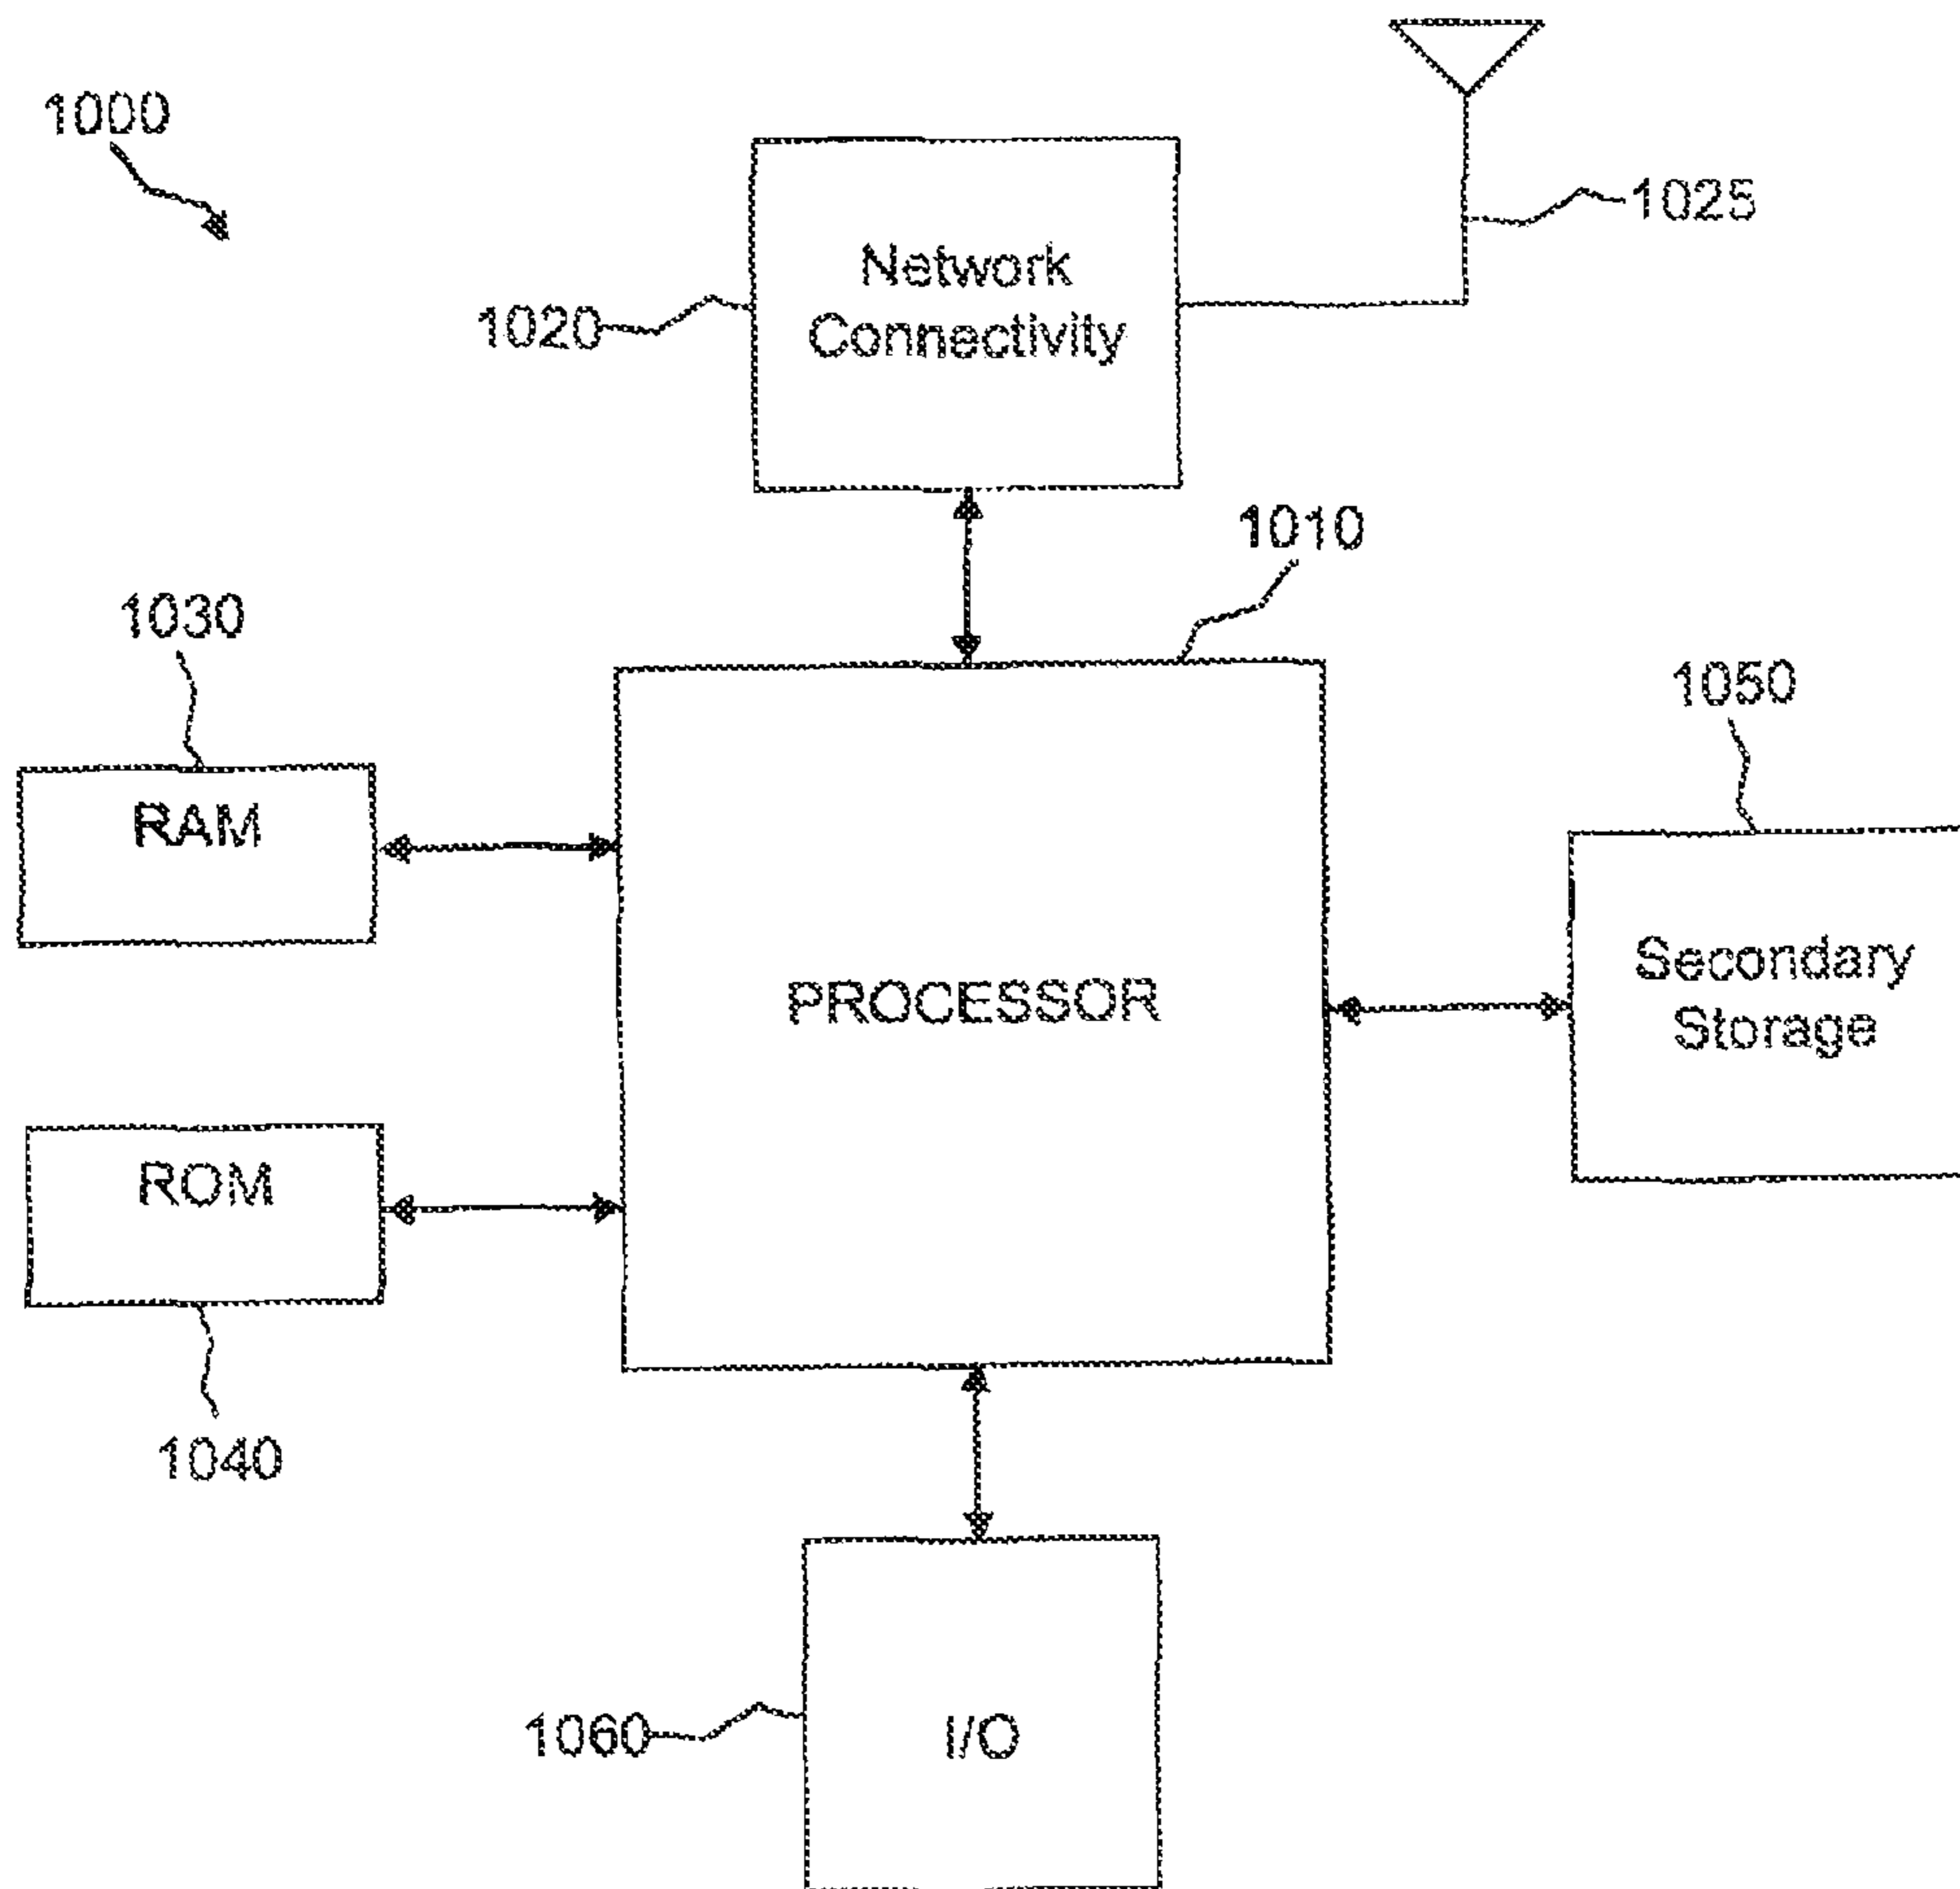 1000
1025
Network
Connectivity
1020
1010
1030
1050
RAM
Secondary
Storage
PROCESSOR
ROM
1040
1060
I/O